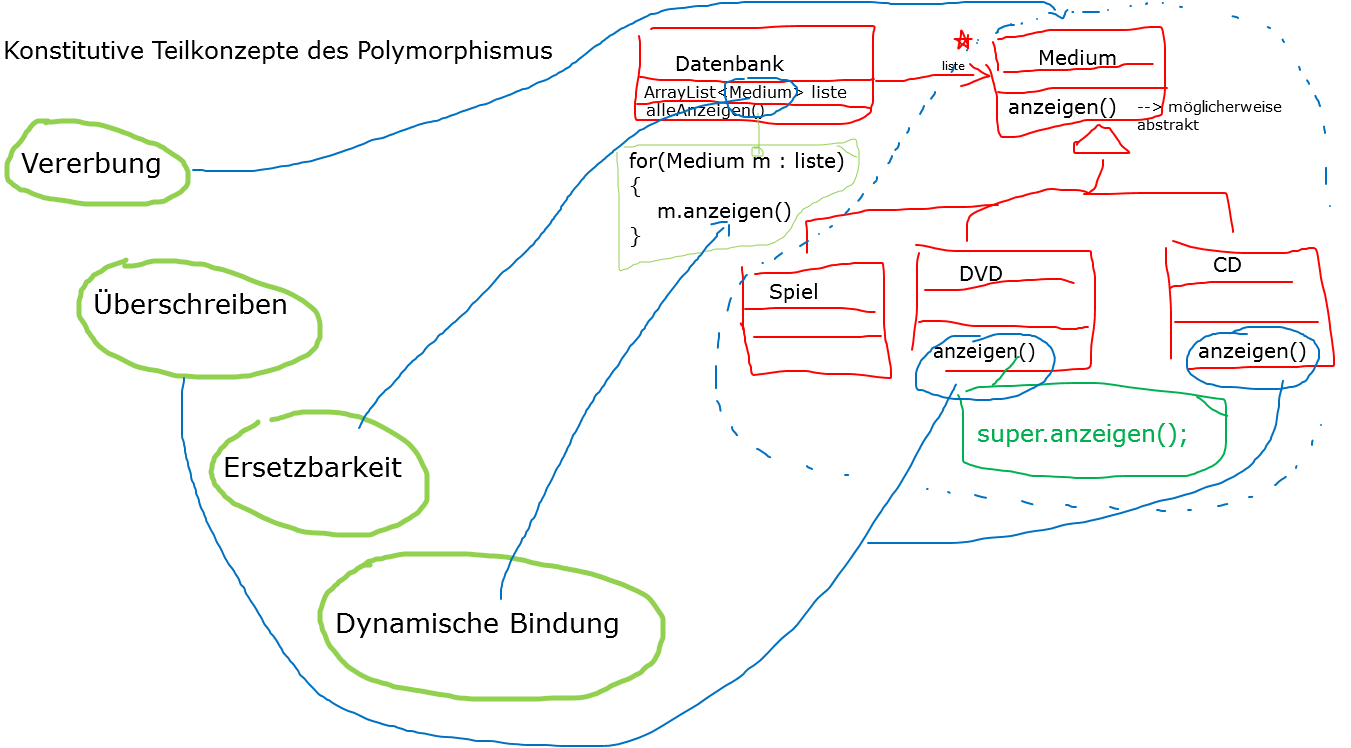 Konstitutive Teilkonzepte des Polymorphismus
Vererbung
Überschreiben
Ersetzbarkeit
Dynamische Bindung
Datenbank
ArrayList<Medium> liste
alleAnzeigen()
for(Medium m : liste)
{
m.anzeigen()
}
liste
Medium
anzeigen()
--> möglicherweise
abstrakt
Spiel
DVD
anzeigen()
CD
anzeigen()
super.anzeigen();